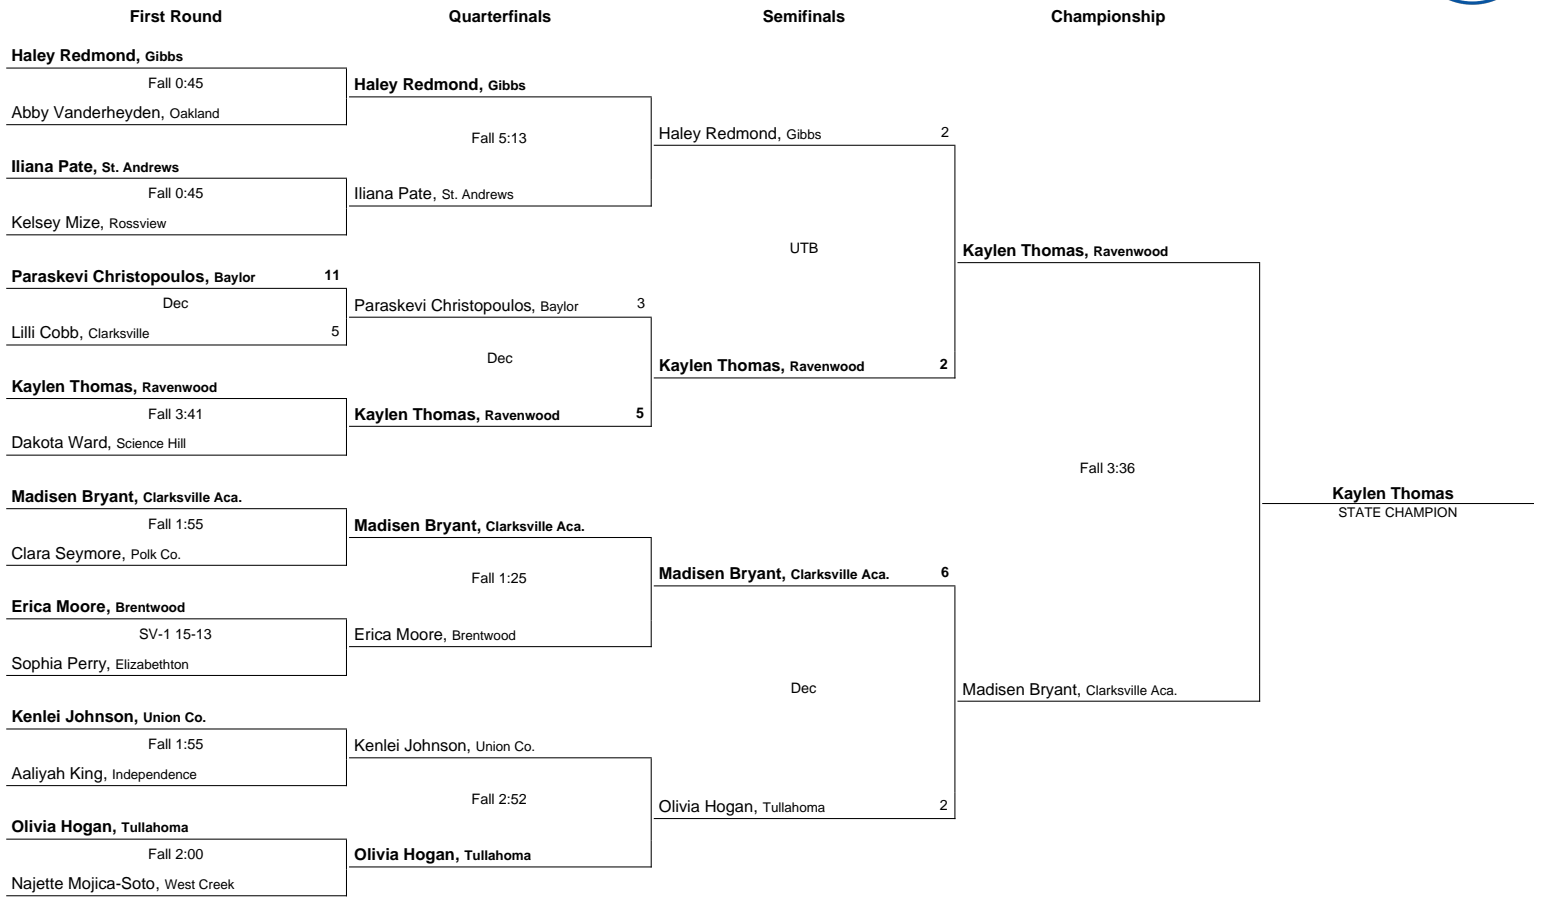 First Round Quarterfinals Semifinals Championship
Haley Redmond, Gibbs
Fall 0:45
Abby Vanderheyden, Oakland
Iliana Pate, St. Andrews
Fall 0:45
Kelsey Mize, Rossview
Paraskevi Christopoulos, Baylor 11
Dec
Lilli Cobb, Clarksville 5
Kaylen Thomas, Ravenwood
Fall 3:41
Dakota Ward, Science Hill
Madisen Bryant, Clarksville Aca.
Fall 1:55
Clara Seymore, Polk Co.
Erica Moore, Brentwood
SV-1 15-13
Sophia Perry, Elizabethton
Kenlei Johnson, Union Co.
Fall 1:55
Aaliyah King, Independence
Olivia Hogan, Tullahoma
Fall 2:00
Najette Mojica-Soto, West Creek
Haley Redmond, Gibbs
Fall 5:13
Iliana Pate, St. Andrews
Paraskevi Christopoulos, Baylor 3
Dec
Kaylen Thomas, Ravenwood 5
Madisen Bryant, Clarksville Aca.
Fall 1:25
Erica Moore, Brentwood
Kenlei Johnson, Union Co.
Fall 2:52
Olivia Hogan, Tullahoma
Haley Redmond, Gibbs 2
UTB
Kaylen Thomas, Ravenwood 2
Madisen Bryant, Clarksville Aca. 6
Dec
Olivia Hogan, Tullahoma 2
Kaylen Thomas, Ravenwood
Fall 3:36
Madisen Bryant, Clarksville Aca.
Kaylen Thomas
STATE CHAMPION